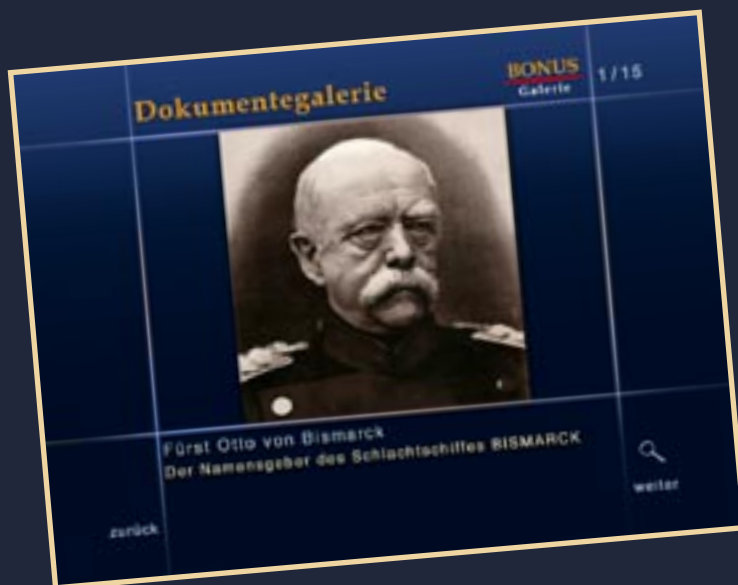 Dokumentegalerie
BONUS
Galerie
1/15
Fürst Otto von Bismarck
Der Namensgeber des Schlachtschiffes BISMARCK
weiter
zurück